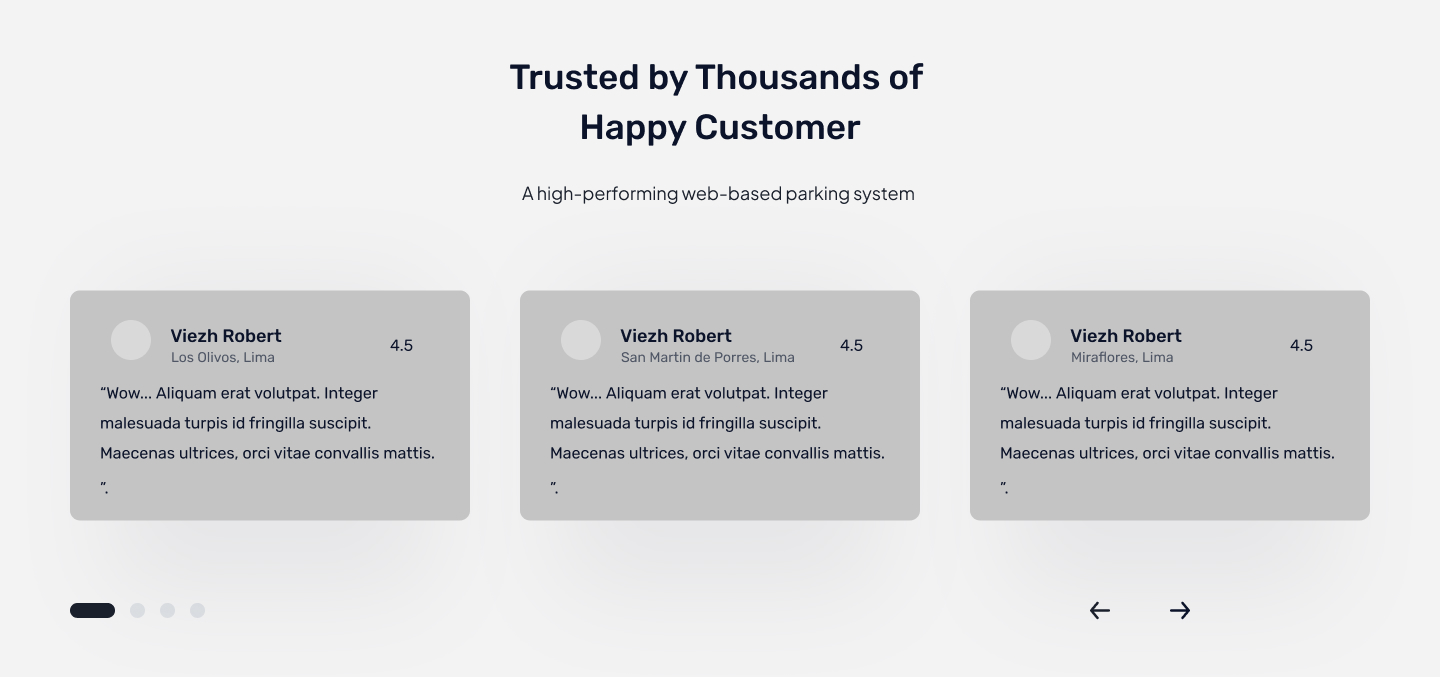 Trusted by Thousands of
Happy Customer
A high-performing web-based parking system
Viezh Robert
Los Olivos, Lima
4.5
“Wow... Aliquam erat volutpat. Integer
malesuada turpis id fringilla suscipit.
Maecenas ultrices, orci vitae convallis mattis.
”.
Viezh Robert
San Martin de Porres, Lima
4.5
“Wow... Aliquam erat volutpat. Integer
malesuada turpis id fringilla suscipit.
Maecenas ultrices, orci vitae convallis mattis.
”.
Viezh Robert
Miraflores, Lima
4.5
“Wow... Aliquam erat volutpat. Integer
malesuada turpis id fringilla suscipit.
Maecenas ultrices, orci vitae convallis mattis.
”.